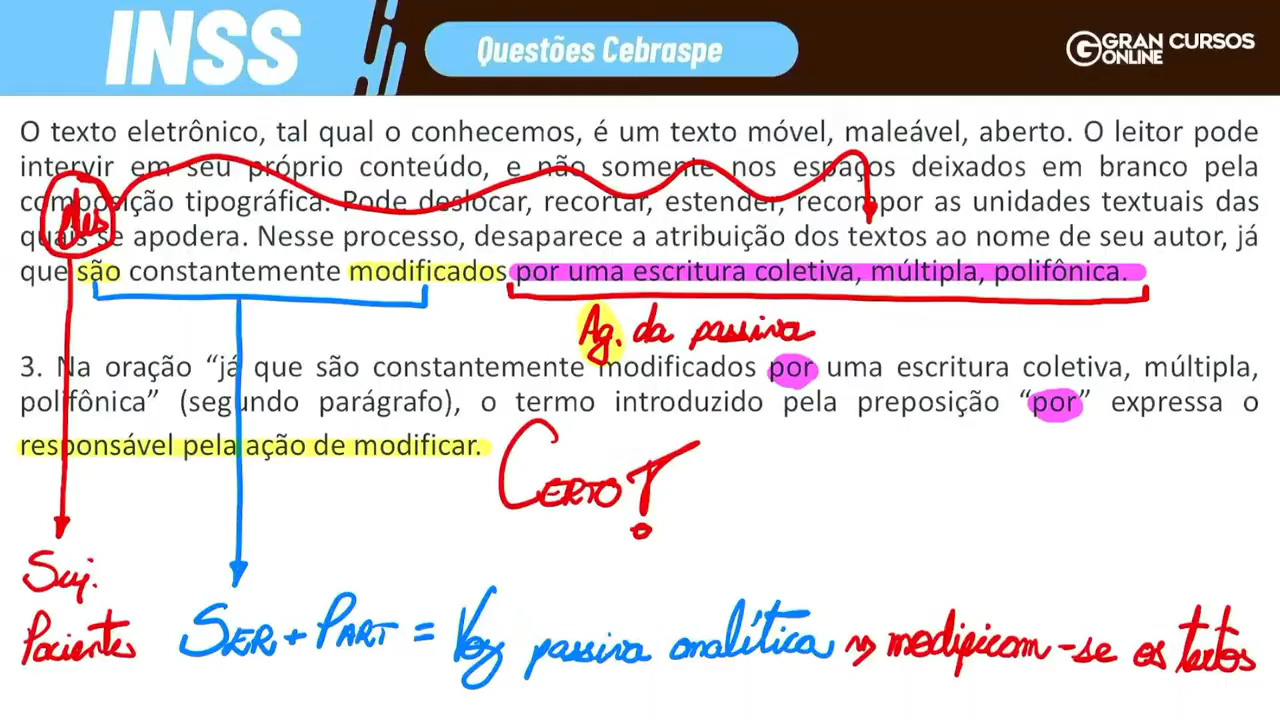 INSS
Questões Cebraspe
GRAN CURSOS
ONLINE
O texto eletrônico, tal qual o conhecemos, é um texto móvel, maleável, aberto. O leitor pode
intervir em seu próprio conteúdo, e não somente nos espaços deixados em branco pela
composição tipográfica. Pode deslocar, recortar, estender, recompor as unidades textuais das
quais se apodera. Nesse processo, desaparece a atribuição dos textos ao nome de seu autor, já
que são constantemente modificados por uma escritura coletiva, múltipla, polifônica.
Ag. da passiva
3. Na oração “já que são constantemente modificados por uma escritura coletiva, múltipla,
polifônica” (segundo parágrafo), o termo introduzido pela preposição “por” expressa o
responsável pela ação de modificar.
CERTO!
Suj.
Pacientes
SER + PART = Voz passiva analítica modificam-se os textos